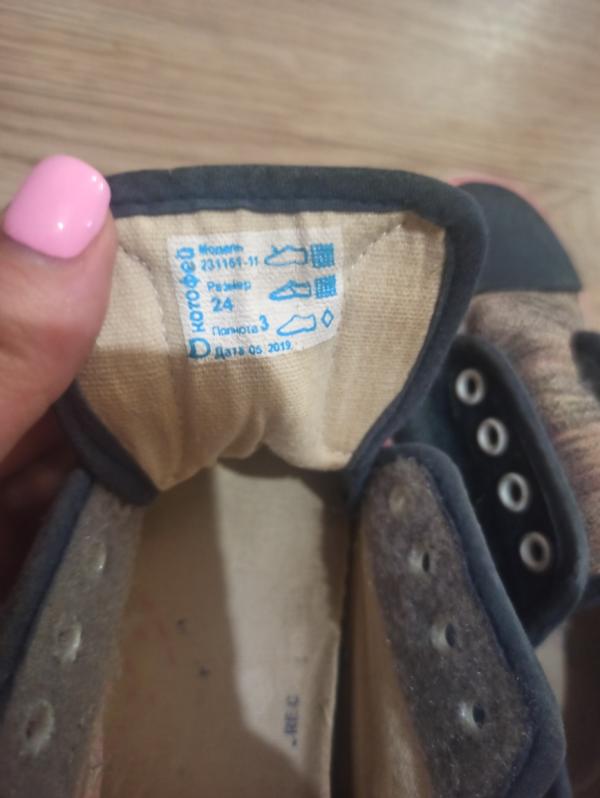 котофей
Модель
231161-11
Размер
24
Полнота 3
Дата 05.2019.